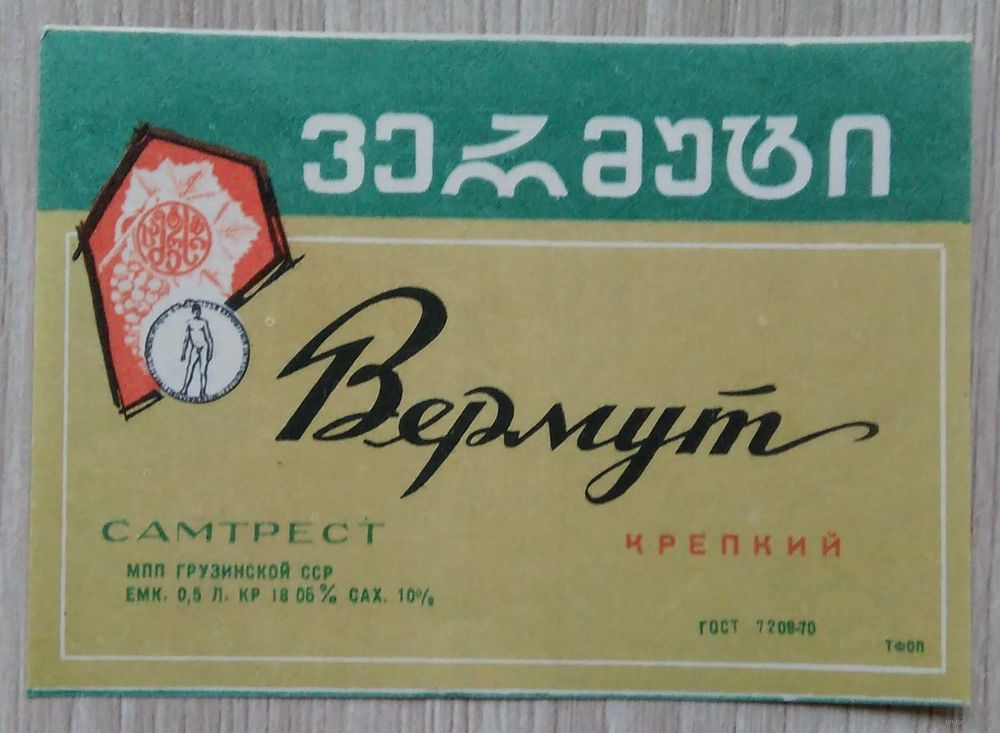 ვერმუტი
Вермут
САМТРЕСТ
КРЕПКИЙ
МПП ГРУЗИНСКОЙ ССР
ЕМК. 0,5 Л. КР 18 ОБ % САХ. 10%
ГОСТ 7208-70
ТФОП